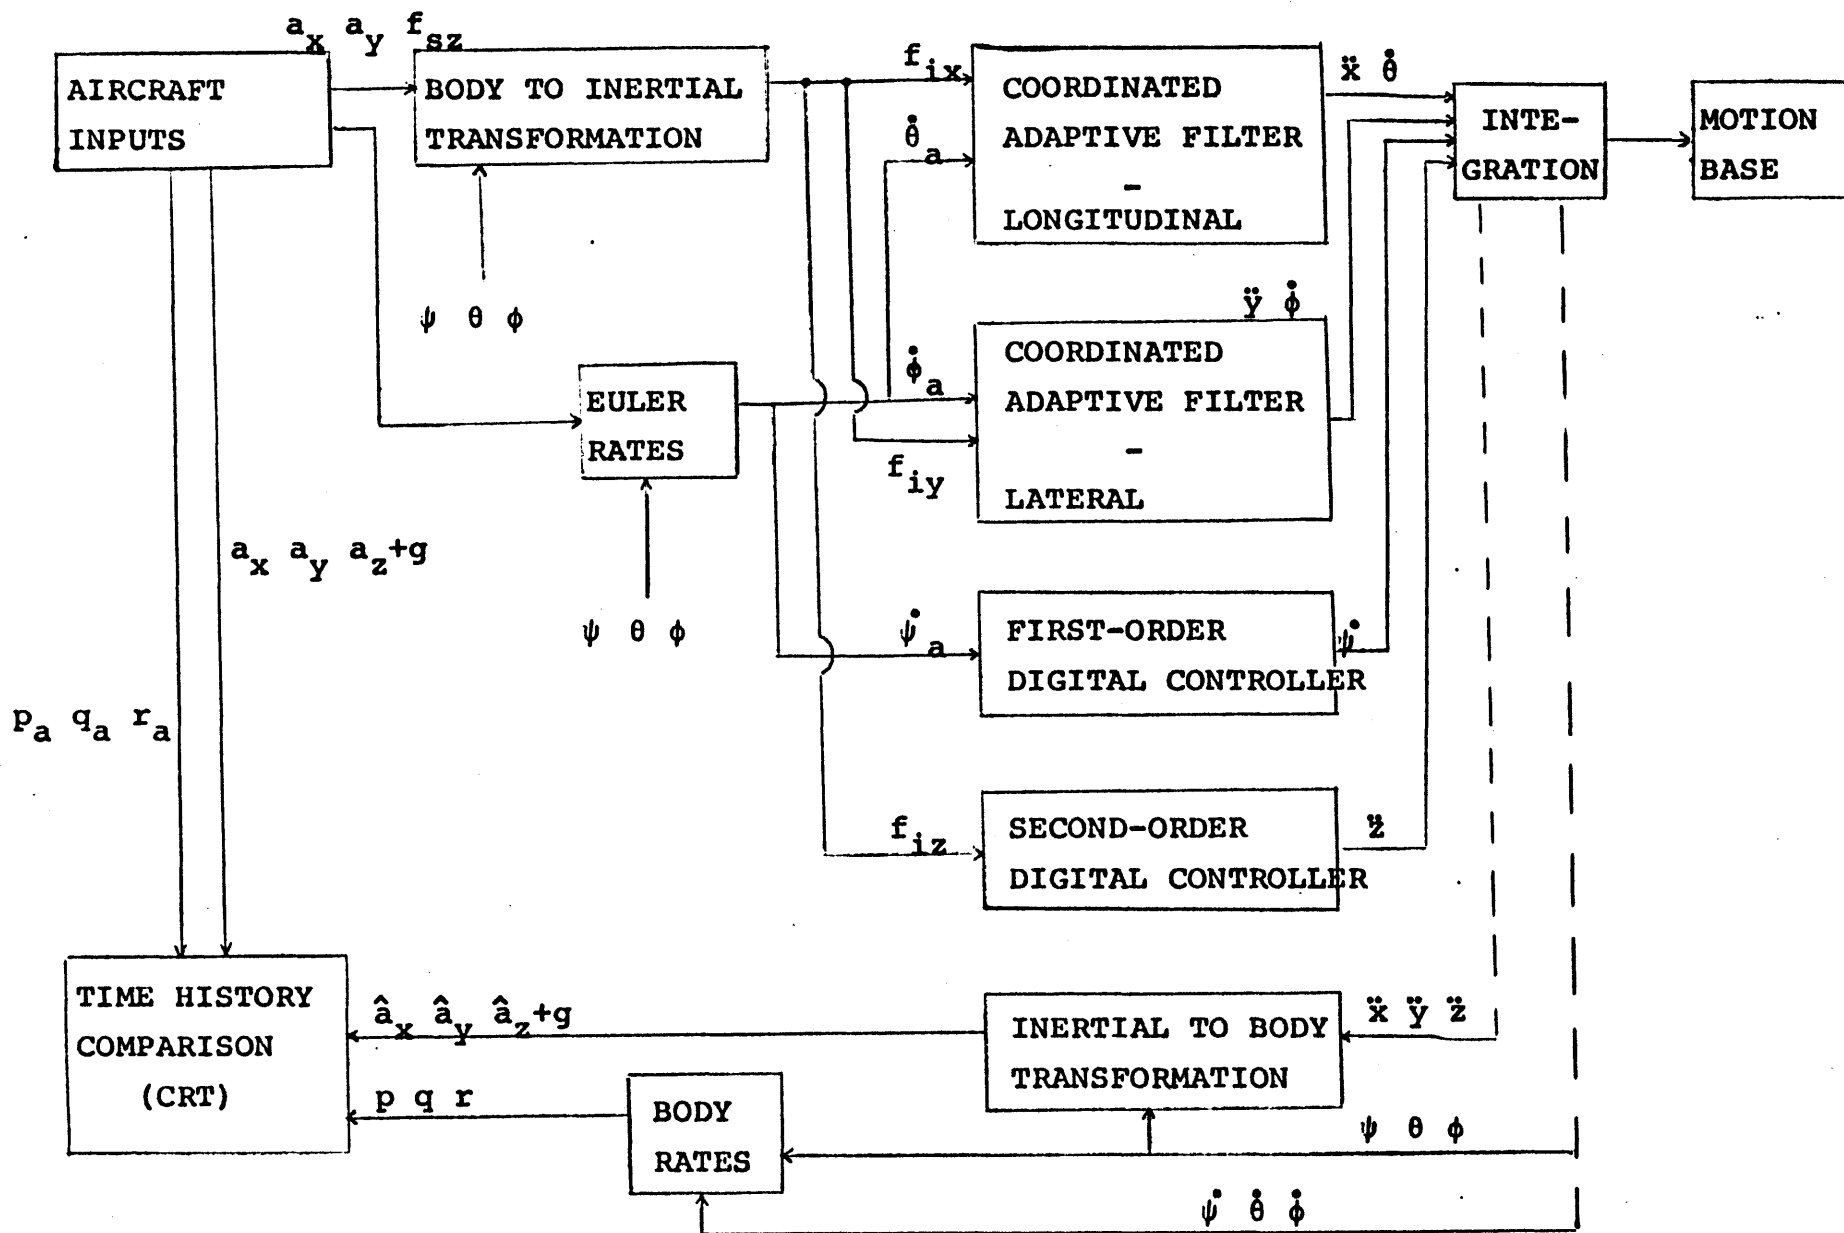 a_x a_y f_sz
AIRCRAFT
INPUTS
BODY TO INERTIAL
TRANSFORMATION
f_ix
θ̇_a
COORDINATED
ADAPTIVE FILTER
-
LONGITUDINAL
ẍ θ̇
INTE-
GRATION
MOTION
BASE
ψ θ ϕ
EULER
RATES
ϕ̇_a
f_iy
ÿ ϕ̇
COORDINATED
ADAPTIVE FILTER
-
LATERAL
a_x a_y a_z+g
ψ θ ϕ
ψ̇_a
FIRST-ORDER
DIGITAL CONTROLLER
ψ̇
p_a q_a r_a
f_iz
SECOND-ORDER
DIGITAL CONTROLLER
z̈
TIME HISTORY
COMPARISON
(CRT)
â_x â_y â_z+g
INERTIAL TO BODY
TRANSFORMATION
ẍ ÿ z̈
p q r
BODY
RATES
ψ θ ϕ
ψ̇ θ̇ ϕ̇